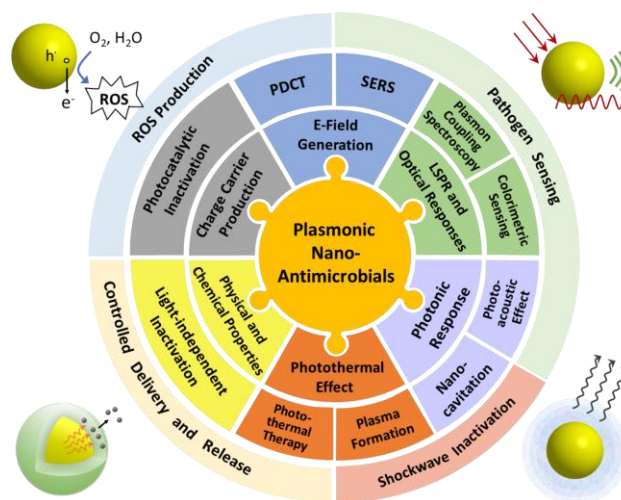 O₂, H₂O
h·
e⁻
ROS
ROS Production
Pathogen Sensing
Controlled Delivery and Release
Shockwave Inactivation
PDCT
SERS
E-Field
Generation
Plasmon
Coupling
Spectroscopy
Colorimetric
Sensing
LSPR and
Optical Responses
Photo-
acoustic Effect
Nano-
cavitation
Photonic
Response
Plasma
Formation
Photo-
thermal
Therapy
Photothermal
Effect
Light-independent
Inactivation
Physical and
Chemical Properties
Photocatalytic
Inactivation
Charge Carrier
Production
Plasmonic
Nano-
Antimicrobials